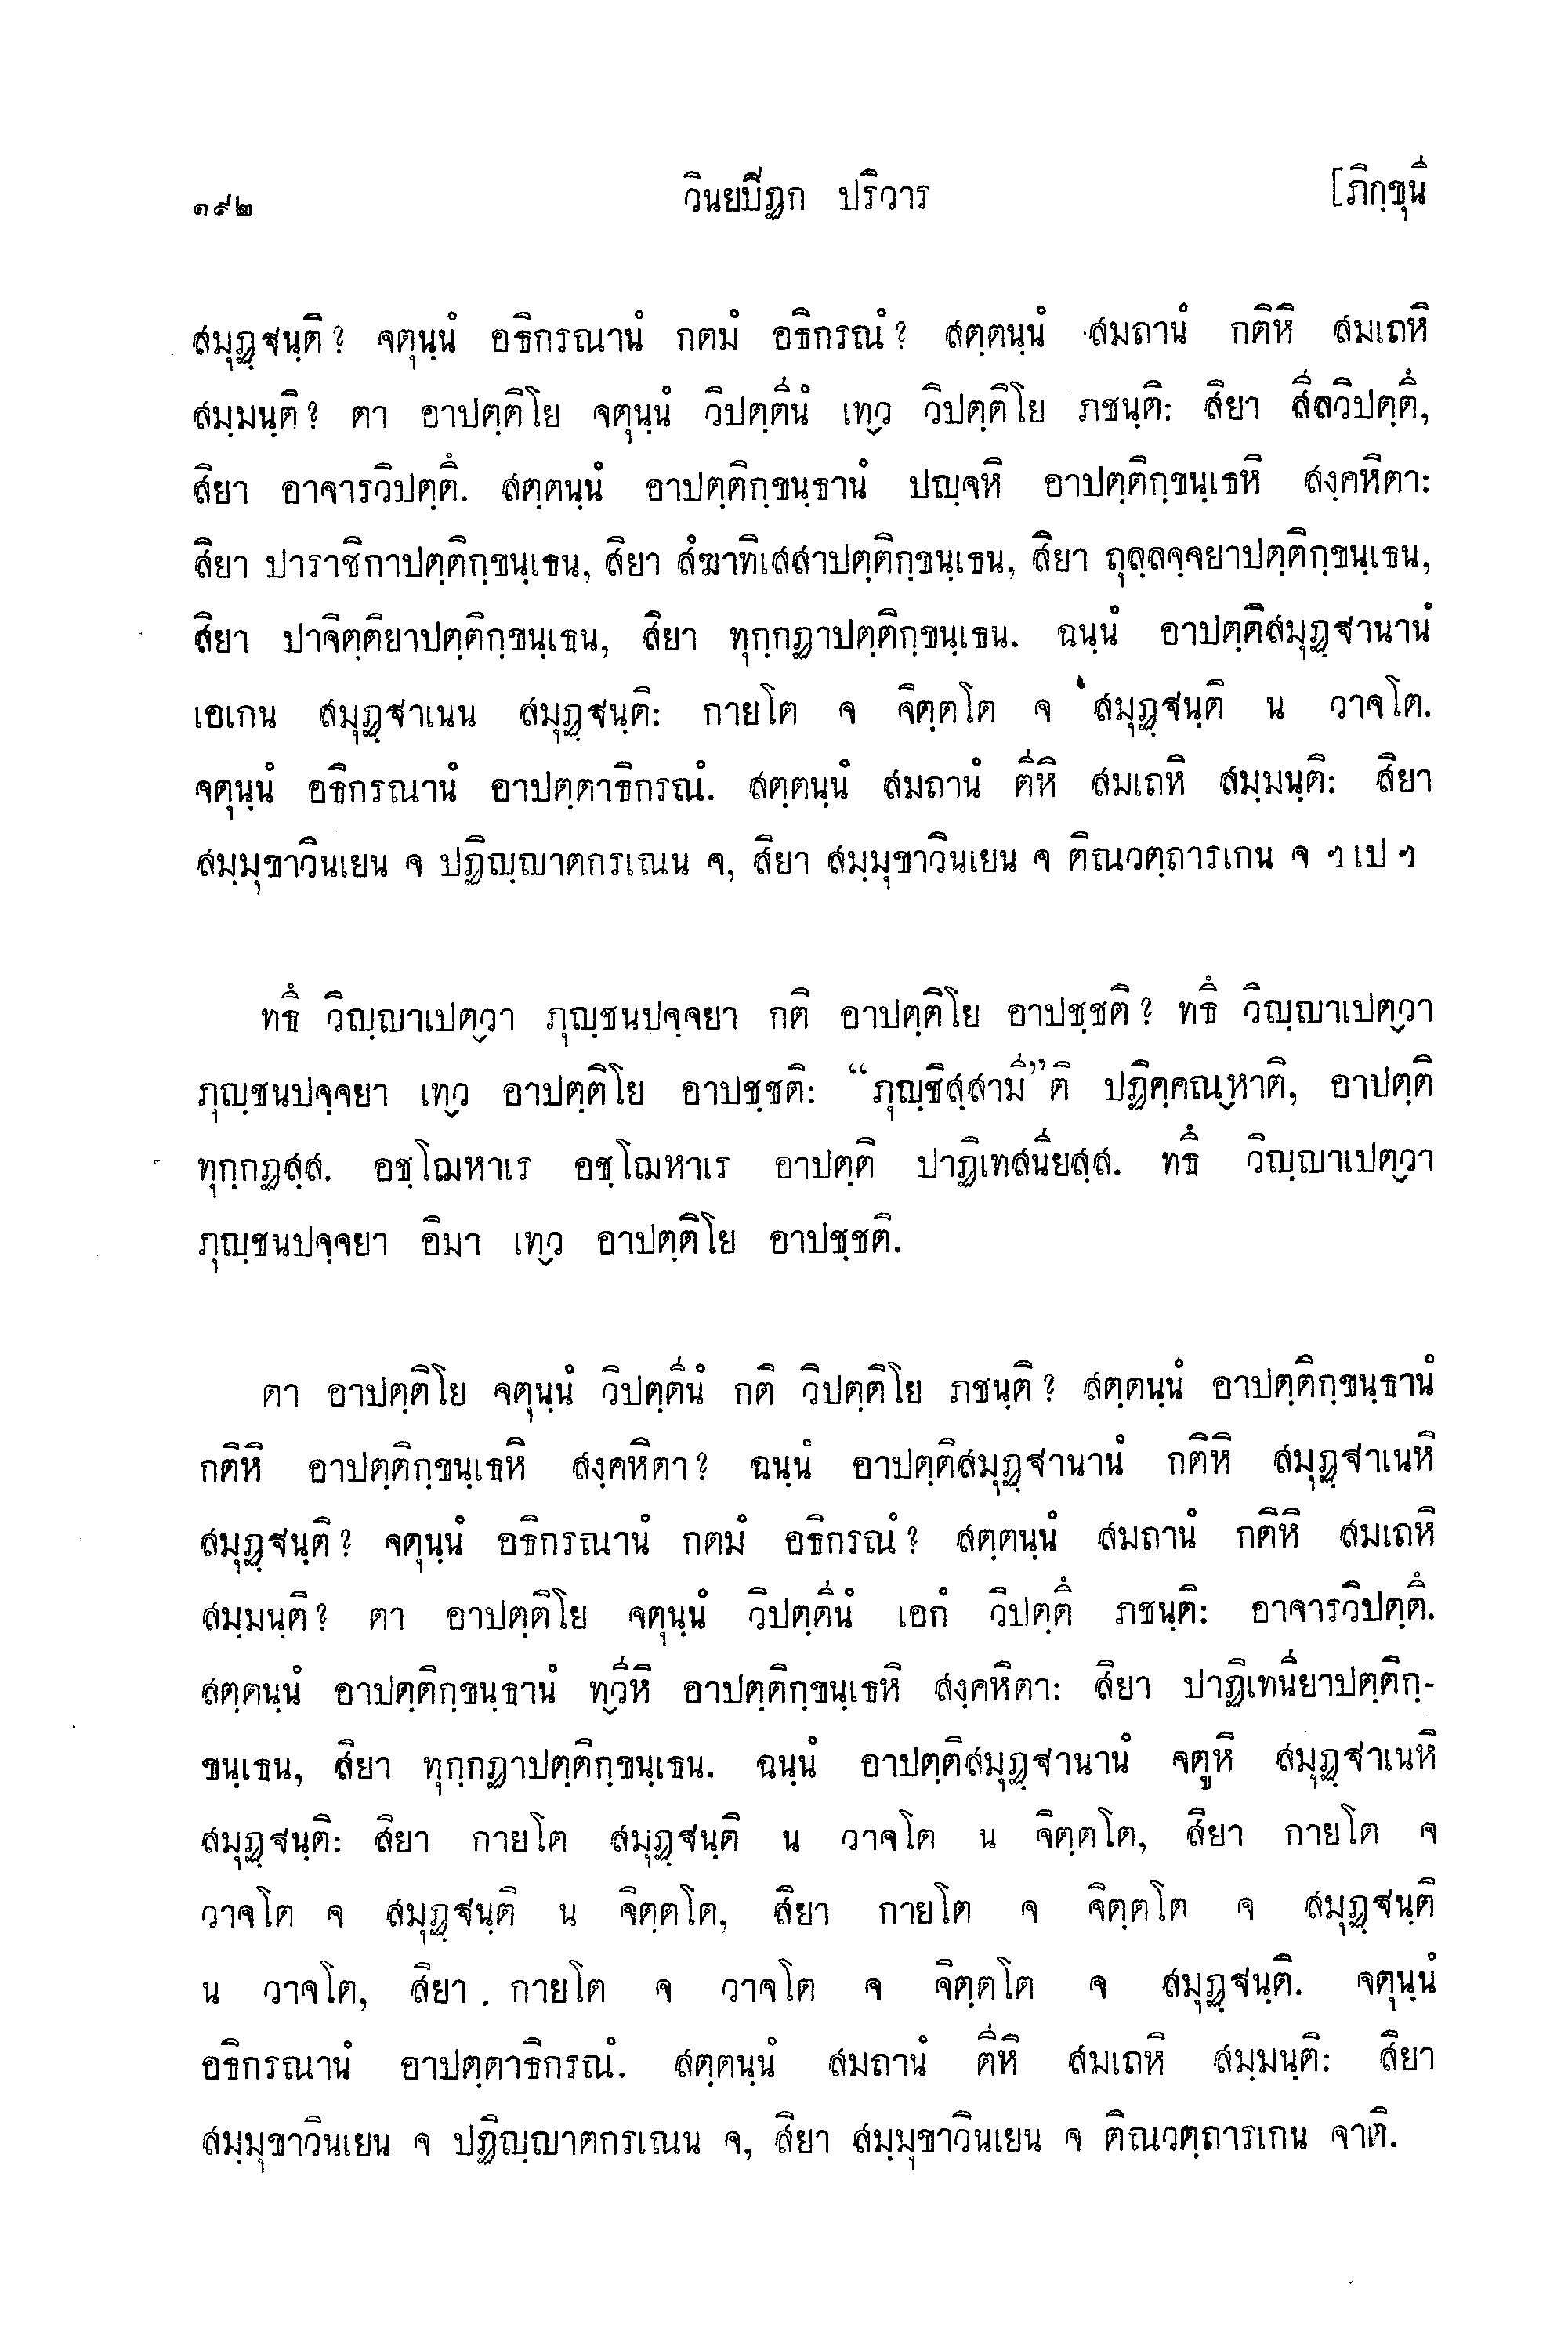 ๑๙๒ วินยปิฏก ปริวาร [ภิกฺขุนี
สมุฏฺฐนฺติ? จตุนฺนํ อธิกรณานํ กตมํ อธิกรณํ? สตฺตนฺนํ สมถานํ กตีหิ สมเถหิ
สมฺมนฺติ? ตา อาปตฺติโย จตุนฺนํ วิปตฺตีนํ เทฺว วิปตฺติโย ภชนฺติ: สิยา สีลวิปตฺตึ,
สิยา อาจารวิปตฺตึ. สตฺตนฺนํ อาปตฺติกฺขนฺธานํ ปญฺจหิ อาปตฺติกฺขนฺเธหิ สงฺคหิตา:
สิยา ปาราชิกาปตฺติกฺขนฺเธน, สิยา สํฆาทิเสสาปตฺติกฺขนฺเธน, สิยา ถุลฺลจฺจยาปตฺติกฺขนฺเธน,
สิยา ปาจิตฺติยาปตฺติกฺขนฺเธน, สิยา ทุกฺกฏาปตฺติกฺขนฺเธน. ฉนฺนํ อาปตฺติสมุฏฺฐานานํ
เอเกน สมุฏฺฐาเนน สมุฏฺฐนฺติ: กายโต จ จิตฺตโต จ สมุฏฺฐนฺติ น วาจโต.
จตุนฺนํ อธิกรณานํ อาปตฺตาธิกรณํ. สตฺตนฺนํ สมถานํ ตีหิ สมเถหิ สมฺมนฺติ: สิยา
สมฺมุขาวินเยน จ ปฏิญฺญาตกรเณน จ, สิยา สมฺมุขาวินเยน จ ติณวตฺถารเกน จ ฯ เป ฯ
ทธึ วิญฺญาเปตฺวา ภุญฺชนปจฺจยา กติ อาปตฺติโย อาปชฺชติ? ทธึ วิญฺญาเปตฺวา
ภุญฺชนปจฺจยา เทฺว อาปตฺติโย อาปชฺชติ: “ภุญฺชิสฺสามี”ติ ปฏิคฺคณฺหาติ, อาปตฺติ
ทุกฺกฏสฺส. อชฺโฌหาเร อชฺโฌหาเร อาปตฺติ ปาฏิเทสนียสฺส. ทธึ วิญฺญาเปตฺวา
ภุญฺชนปจฺจยา อิมา เทฺว อาปตฺติโย อาปชฺชติ.
ตา อาปตฺติโย จตุนฺนํ วิปตฺตีนํ กติ วิปตฺติโย ภชนฺติ? สตฺตนฺนํ อาปตฺติกฺขนฺธานํ
กตีหิ อาปตฺติกฺขนฺเธหิ สงฺคหิตา? ฉนฺนํ อาปตฺติสมุฏฺฐานานํ กตีหิ สมุฏฺฐาเนหิ
สมุฏฺฐนฺติ? จตุนฺนํ อธิกรณานํ กตมํ อธิกรณํ? สตฺตนฺนํ สมถานํ กตีหิ สมเถหิ
สมฺมนฺติ? ตา อาปตฺติโย จตุนฺนํ วิปตฺตีนํ เอกํ วิปตฺตึ ภชนฺติ: อาจารวิปตฺตึ.
สตฺตนฺนํ อาปตฺติกฺขนฺธานํ ทฺวีหิ อาปตฺติกฺขนฺเธหิ สงฺคหิตา: สิยา ปาฏิเทนียาปตฺติกฺ-
ขนฺเธน, สิยา ทุกฺกฏาปตฺติกฺขนฺเธน. ฉนฺนํ อาปตฺติสมุฏฺฐานานํ จตูหิ สมุฏฺฐาเนหิ
สมุฏฺฐนฺติ: สิยา กายโต สมุฏฺฐนฺติ น วาจโต น จิตฺตโต, สิยา กายโต จ
วาจโต จ สมุฏฺฐนฺติ น จิตฺตโต, สิยา กายโต จ จิตฺตโต จ สมุฏฺฐนฺติ
น วาจโต, สิยา กายโต จ วาจโต จ จิตฺตโต จ สมุฏฺฐนฺติ. จตุนฺนํ
อธิกรณานํ อาปตฺตาธิกรณํ. สตฺตนฺนํ สมถานํ ตีหิ สมเถหิ สมฺมนฺติ: สิยา
สมฺมุขาวินเยน จ ปฏิญฺญาตกรเณน จ, สิยา สมฺมุขาวินเยน จ ติณวตฺถารเกน จาติ.